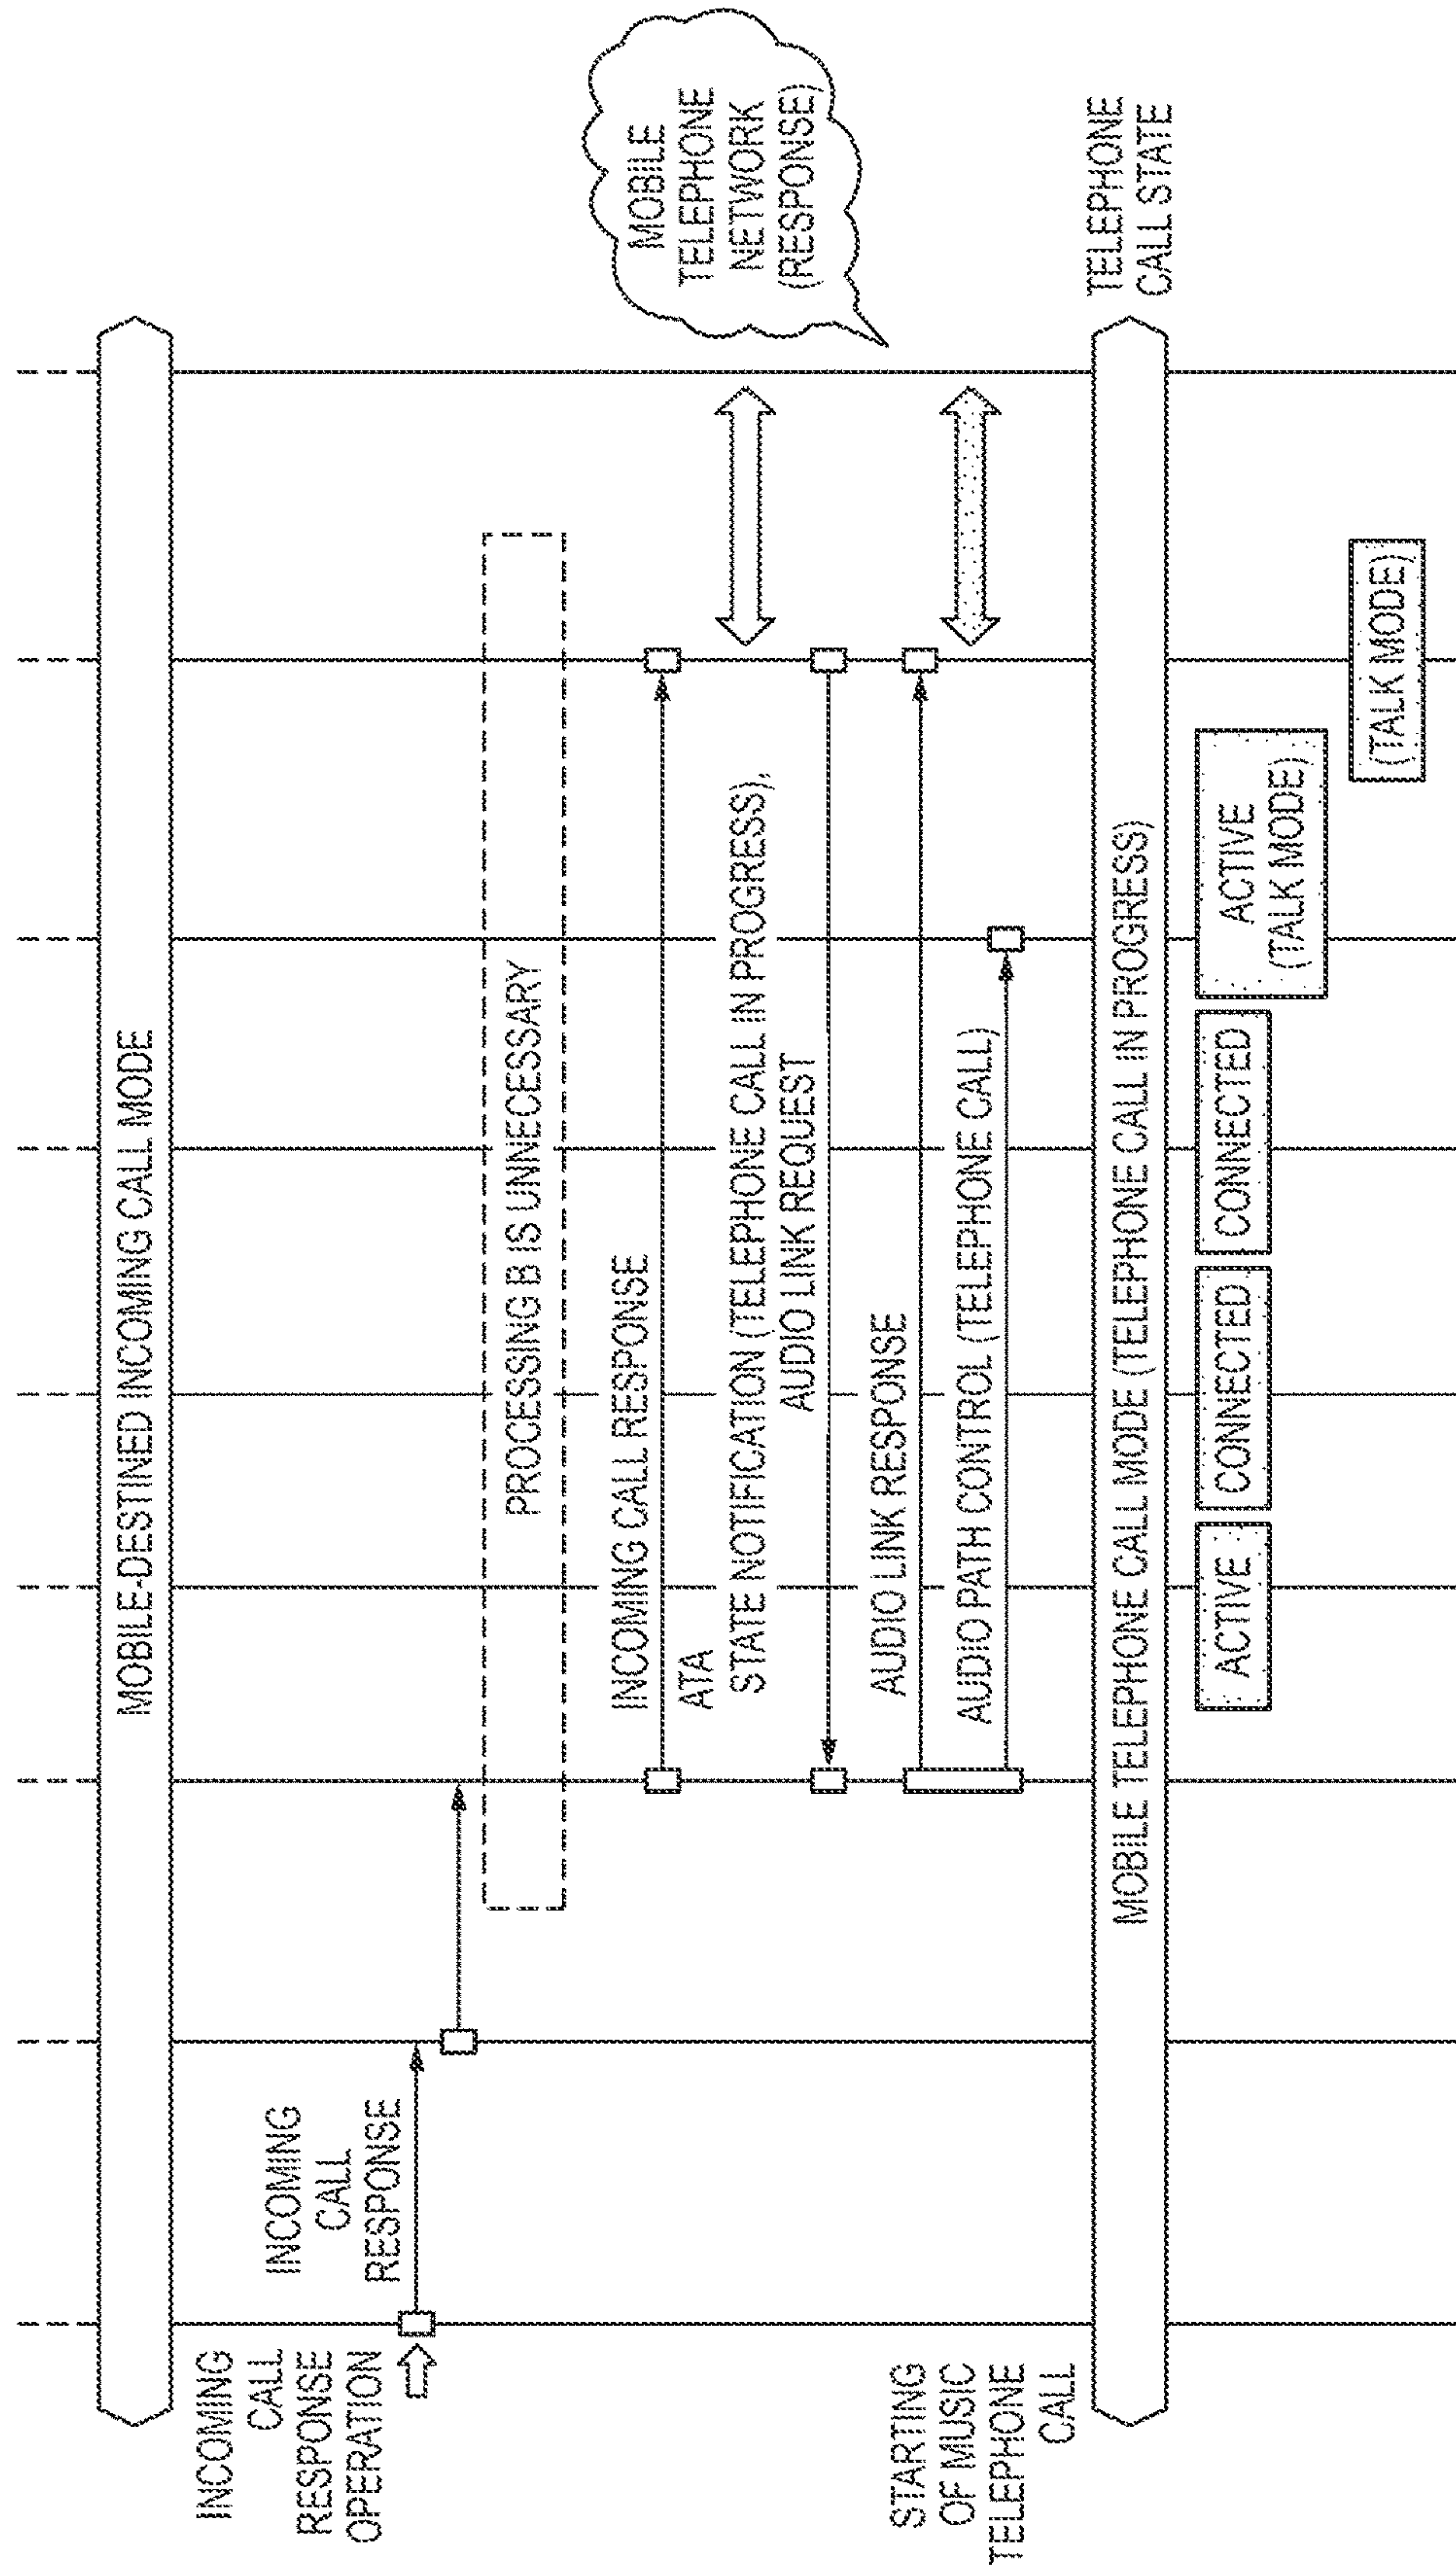 MOBILE-DESTINED INCOMING CALL MODE
INCOMING
CALL
RESPONSE
OPERATION
INCOMING
CALL
RESPONSE
PROCESSING B IS UNNECESSARY
INCOMING CALL RESPONSE
ATA
MOBILE
TELEPHONE
NETWORK
(RESPONSE)
STATE NOTIFICATION (TELEPHONE CALL IN PROGRESS),
AUDIO LINK REQUEST
AUDIO LINK RESPONSE
STARTING
OF MUSIC
TELEPHONE
CALL
AUDIO PATH CONTROL (TELEPHONE CALL)
MOBILE TELEPHONE CALL MODE (TELEPHONE CALL IN PROGRESS)
TELEPHONE
CALL STATE
ACTIVE
CONNECTED
CONNECTED
ACTIVE
(TALK MODE)
(TALK MODE)